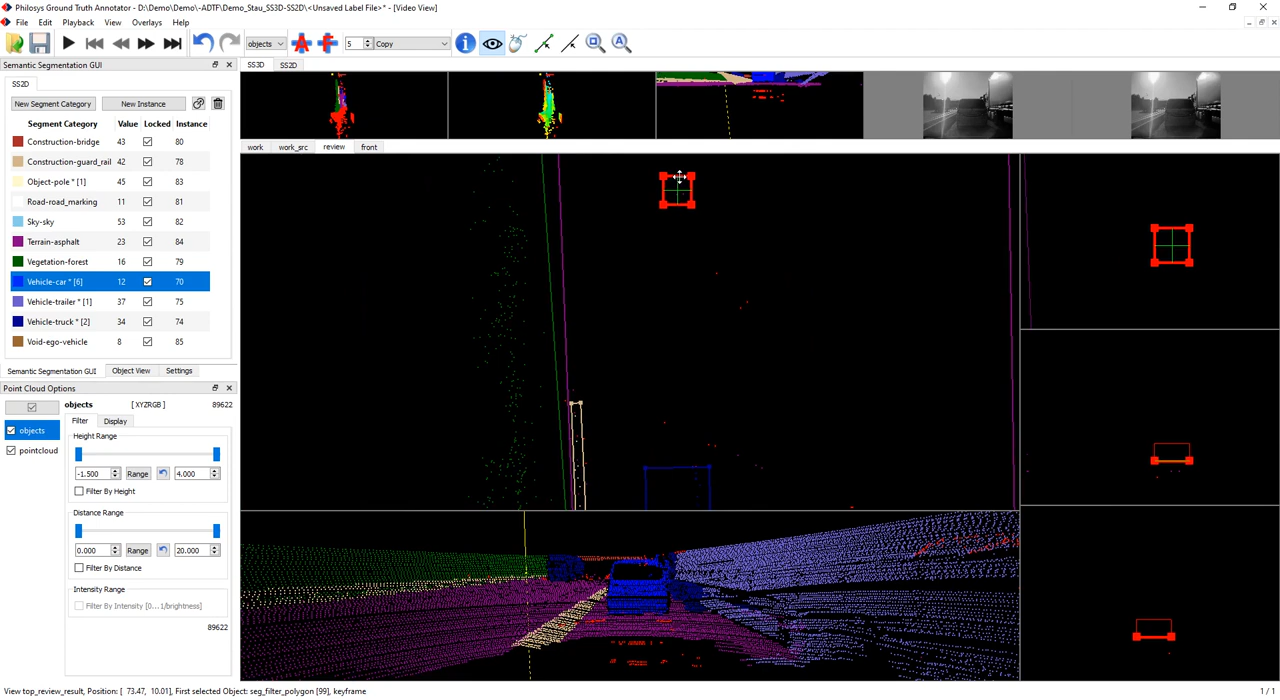 Philosys Ground Truth Annotator - D:\Demo\Demo\~ADTF\Demo_Stau_SS3D-SS2D\<Unsaved Label File>* - [Video View]
File Edit Playback View Overlays Help
objects 5 Copy
Semantic Segmentation GUI
SS2D
New Segment Category New Instance
Segment Category Value Locked Instance
Construction-bridge 43 80
Construction-guard_rail 42 78
Object-pole * [1] 45 83
Road-road_marking 11 81
Sky-sky 53 82
Terrain-asphalt 23 84
Vegetation-forest 16 79
Vehicle-car * [6] 12 70
Vehicle-trailer * [1] 37 75
Vehicle-truck * [2] 34 74
Void-ego-vehicle 8 85
Semantic Segmentation GUI Object View Settings
Point Cloud Options
objects [ XYZRGB ] 89622
objects
pointcloud
Filter Display
Height Range
-1.500 Range 4.000
Filter By Height
Distance Range
0.000 Range 20.000
Filter By Distance
Intensity Range
Filter By Intensity [0...1/brightness]
89622
SS3D SS2D
work work_src review front
View top_review_result, Position: [ 73.47, 10.01], First selected Object: seg_filter_polygon [99], keyframe
1 / 1